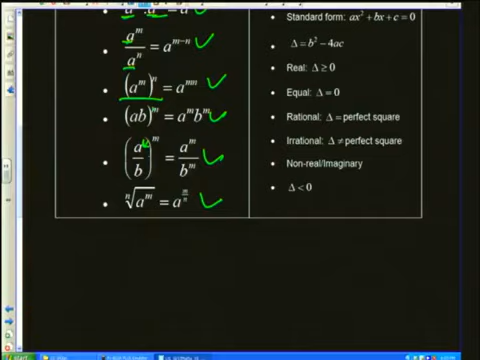 a^m / a^n = a^{m-n}
(a^m)^n = a^{mn}
(ab)^m = a^m b^m
(a/b)^m = a^m / b^m
ⁿ√a^m = a^{m/n}
Standard form: ax² + bx + c = 0
Δ = b² − 4ac
Real: Δ ≥ 0
Equal: Δ = 0
Rational: Δ = perfect square
Irrational: Δ ≠ perfect square
Non-real/Imaginary
Δ < 0
start